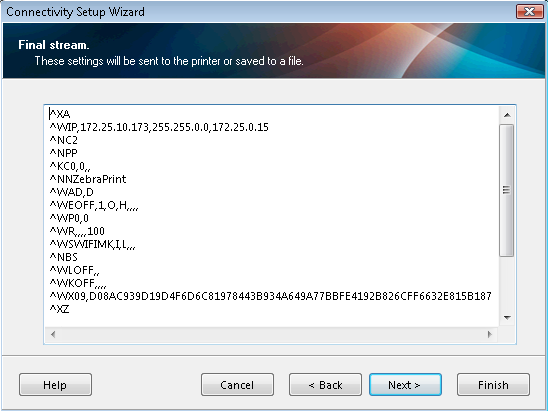 Connectivity Setup Wizard
Final stream.
These settings will be sent to the printer or saved to a file.
^XA
^WIP,172.25.10.173,255.255.0.0,172.25.0.15
^NC2
^NPP
^KC0,0,,
^NNZebraPrint
^WAD,D
^WEOFF,1,O,H,,,,
^WP0,0
^WR,,,,100
^WSWIFIMK,I,L,,,
^NBS
^WLOFF,,
^WKOFF,,,,
^WX09,D08AC939D19D4F6D6C81978443B934A649A77BBFE4192B826CFF6632E815B187
^XZ
Help
Cancel
< Back
Next >
Finish